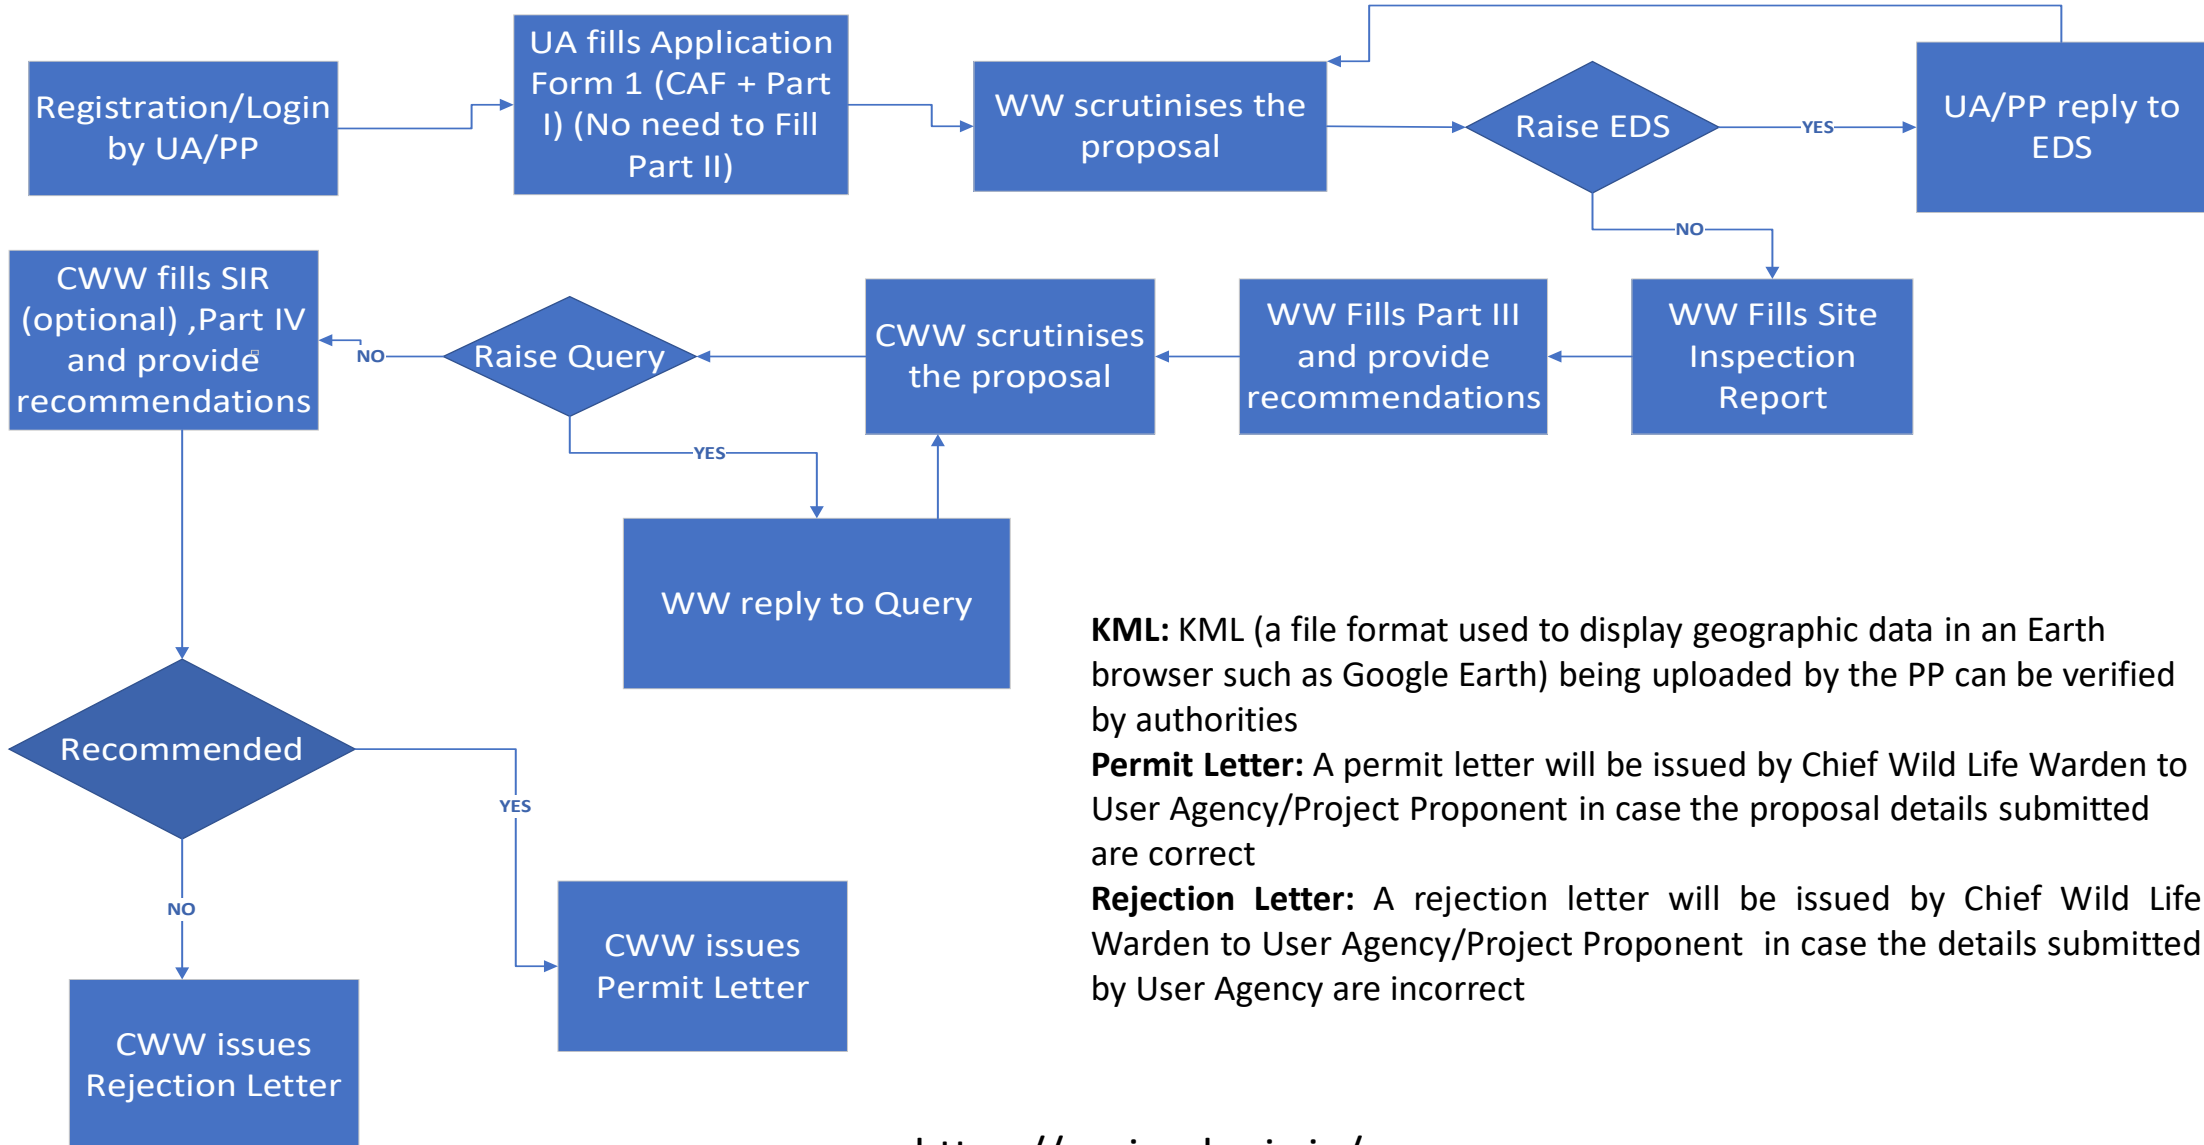 Registration/Login
by UA/PP
UA fills Application
Form 1 (CAF + Part
I) (No need to Fill
Part II)
WW scrutinises the
proposal
Raise EDS
YES
UA/PP reply to
EDS
NO
WW Fills Site
Inspection
Report
WW Fills Part III
and provide
recommendations
CWW scrutinises
the proposal
Raise Query
NO
CWW fills SIR
(optional) ,Part IV
and provide
recommendations
YES
WW reply to Query
Recommended
YES
NO
CWW issues
Permit Letter
CWW issues
Rejection Letter
KML: KML (a file format used to display geographic data in an Earth
browser such as Google Earth) being uploaded by the PP can be verified
by authorities
Permit Letter: A permit letter will be issued by Chief Wild Life Warden to
User Agency/Project Proponent in case the proposal details submitted
are correct
Rejection Letter: A rejection letter will be issued by Chief Wild Life
Warden to User Agency/Project Proponent in case the details submitted
by User Agency are incorrect